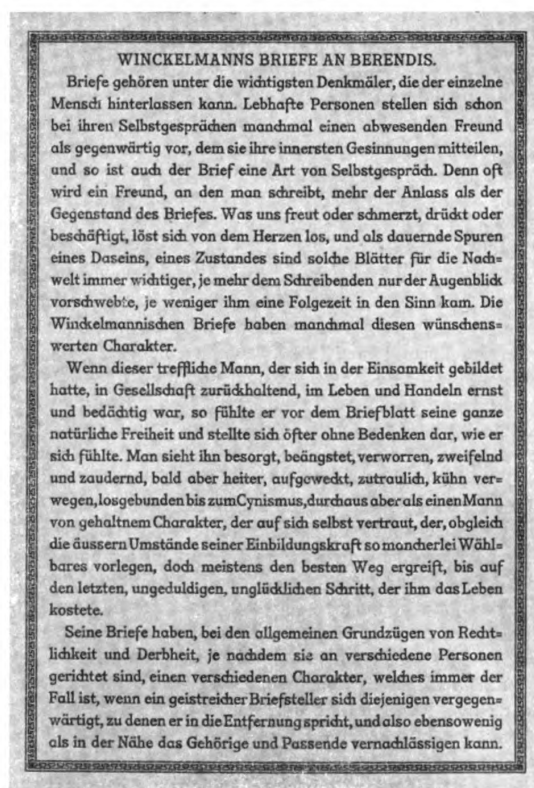 WINCKELMANNS BRIEFE AN BERENDIS.
Briefe gehören unter die wichtigsten Denkmäler, die der einzelne
Mensch hinterlassen kann. Lebhafte Personen stellen sich schon
bei ihren Selbstgesprächen manchmal einen abwesenden Freund
als gegenwärtig vor, dem sie ihre innersten Gesinnungen mitteilen,
und so ist auch der Brief eine Art von Selbstgespräch. Denn oft
wird ein Freund, an den man schreibt, mehr der Anlass als der
Gegenstand des Briefes. Was uns freut oder schmerzt, drückt oder
beschäftigt, löst sich von dem Herzen los, und als dauernde Spuren
eines Daseins, eines Zustandes sind solche Blätter für die Nach=
welt immer wichtiger, je mehr dem Schreibenden nur der Augenblick
vorschwebte, je weniger ihm eine Folgezeit in den Sinn kam. Die
Winckelmannischen Briefe haben manchmal diesen wünschens=
werten Charakter.
Wenn dieser treffliche Mann, der sich in der Einsamkeit gebildet
hatte, in Gesellschaft zurückhaltend, im Leben und Handeln ernst
und bedächtig war, so fühlte er vor dem Briefblatt seine ganze
natürliche Freiheit und stellte sich öfter ohne Bedenken dar, wie er
sich fühlte. Man sieht ihn besorgt, beängstet, verworren, zweifelnd
und zaudernd, bald aber heiter, aufgeweckt, zutraulich, kühn ver=
wegen, losgebunden bis zum Cynismus, durchaus aber als einen Mann
von gehaltnem Charakter, der auf sich selbst vertraut, der, obgleich
die äussern Umstände seiner Einbildungskraft so mancherlei Wähl=
bares vorlegen, doch meistens den besten Weg ergreift, bis auf
den letzten, ungeduldigen, unglücklichen Schritt, der ihm das Leben
kostete.
Seine Briefe haben, bei den allgemeinen Grundzügen von Recht=
lichkeit und Derbheit, je nachdem sie an verschiedene Personen
gerichtet sind, einen verschiedenen Charakter, welches immer der
Fall ist, wenn ein geistreicher Briefsteller sich diejenigen vergegen=
wärtigt, zu denen er in die Entfernung spricht, und also ebensowenig
als in der Nähe das Gehörige und Passende vernachlässigen kann.